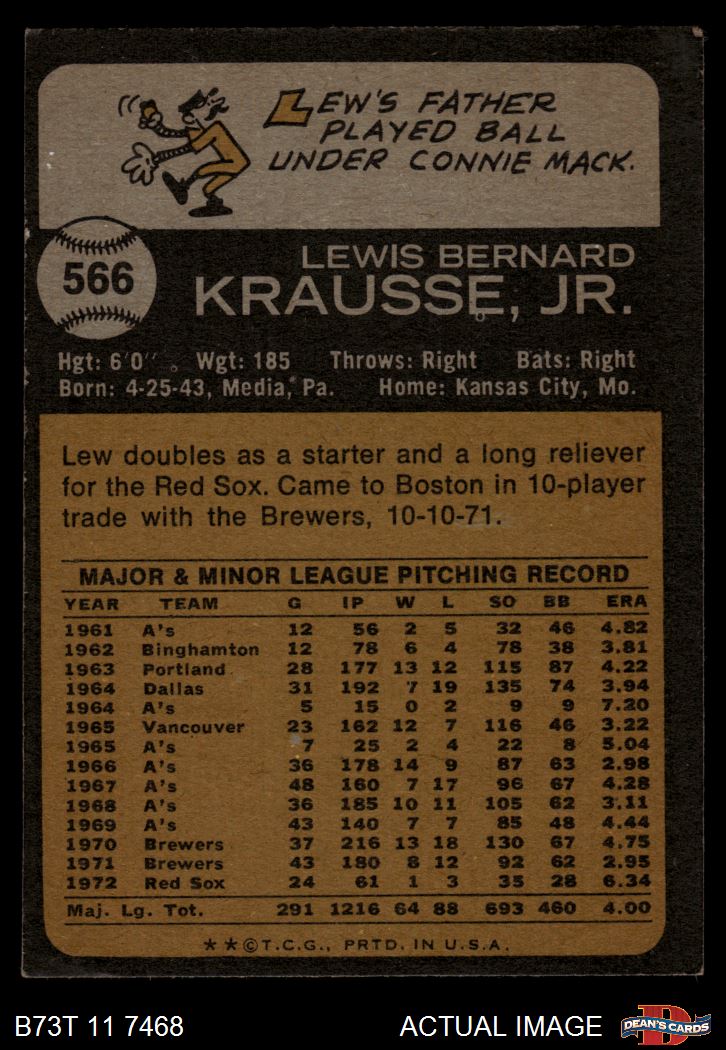 LEW'S FATHER
PLAYED BALL
UNDER CONNIE MACK.
566
LEWIS BERNARD
KRAUSSE, JR.
Hgt: 6'0'' Wgt: 185 Throws: Right Bats: Right
Born: 4-25-43, Media, Pa. Home: Kansas City, Mo.
Lew doubles as a starter and a long reliever
for the Red Sox. Came to Boston in 10-player
trade with the Brewers, 10-10-71.
MAJOR & MINOR LEAGUE PITCHING RECORD
YEAR TEAM G IP W L SO BB ERA
1961 A's 12 56 2 5 32 46 4.82
1962 Binghamton 12 78 6 4 78 38 3.81
1963 Portland 28 177 13 12 115 87 4.22
1964 Dallas 31 192 7 19 135 74 3.94
1964 A's 5 15 0 2 9 9 7.20
1965 Vancouver 23 162 12 7 116 46 3.22
1965 A's 7 25 2 4 22 8 5.04
1966 A's 36 178 14 9 87 63 2.98
1967 A's 48 160 7 17 96 67 4.28
1968 A's 36 185 10 11 105 62 3.11
1969 A's 43 140 7 7 85 48 4.44
1970 Brewers 37 216 13 18 130 67 4.75
1971 Brewers 43 180 8 12 92 62 2.95
1972 Red Sox 24 61 1 3 35 28 6.34
Maj. Lg. Tot. 291 1216 64 88 693 460 4.00
★★©T.C.G., PRTD. IN U.S.A.
B73T 11 7468 ACTUAL IMAGE D DEAN'S CARDS